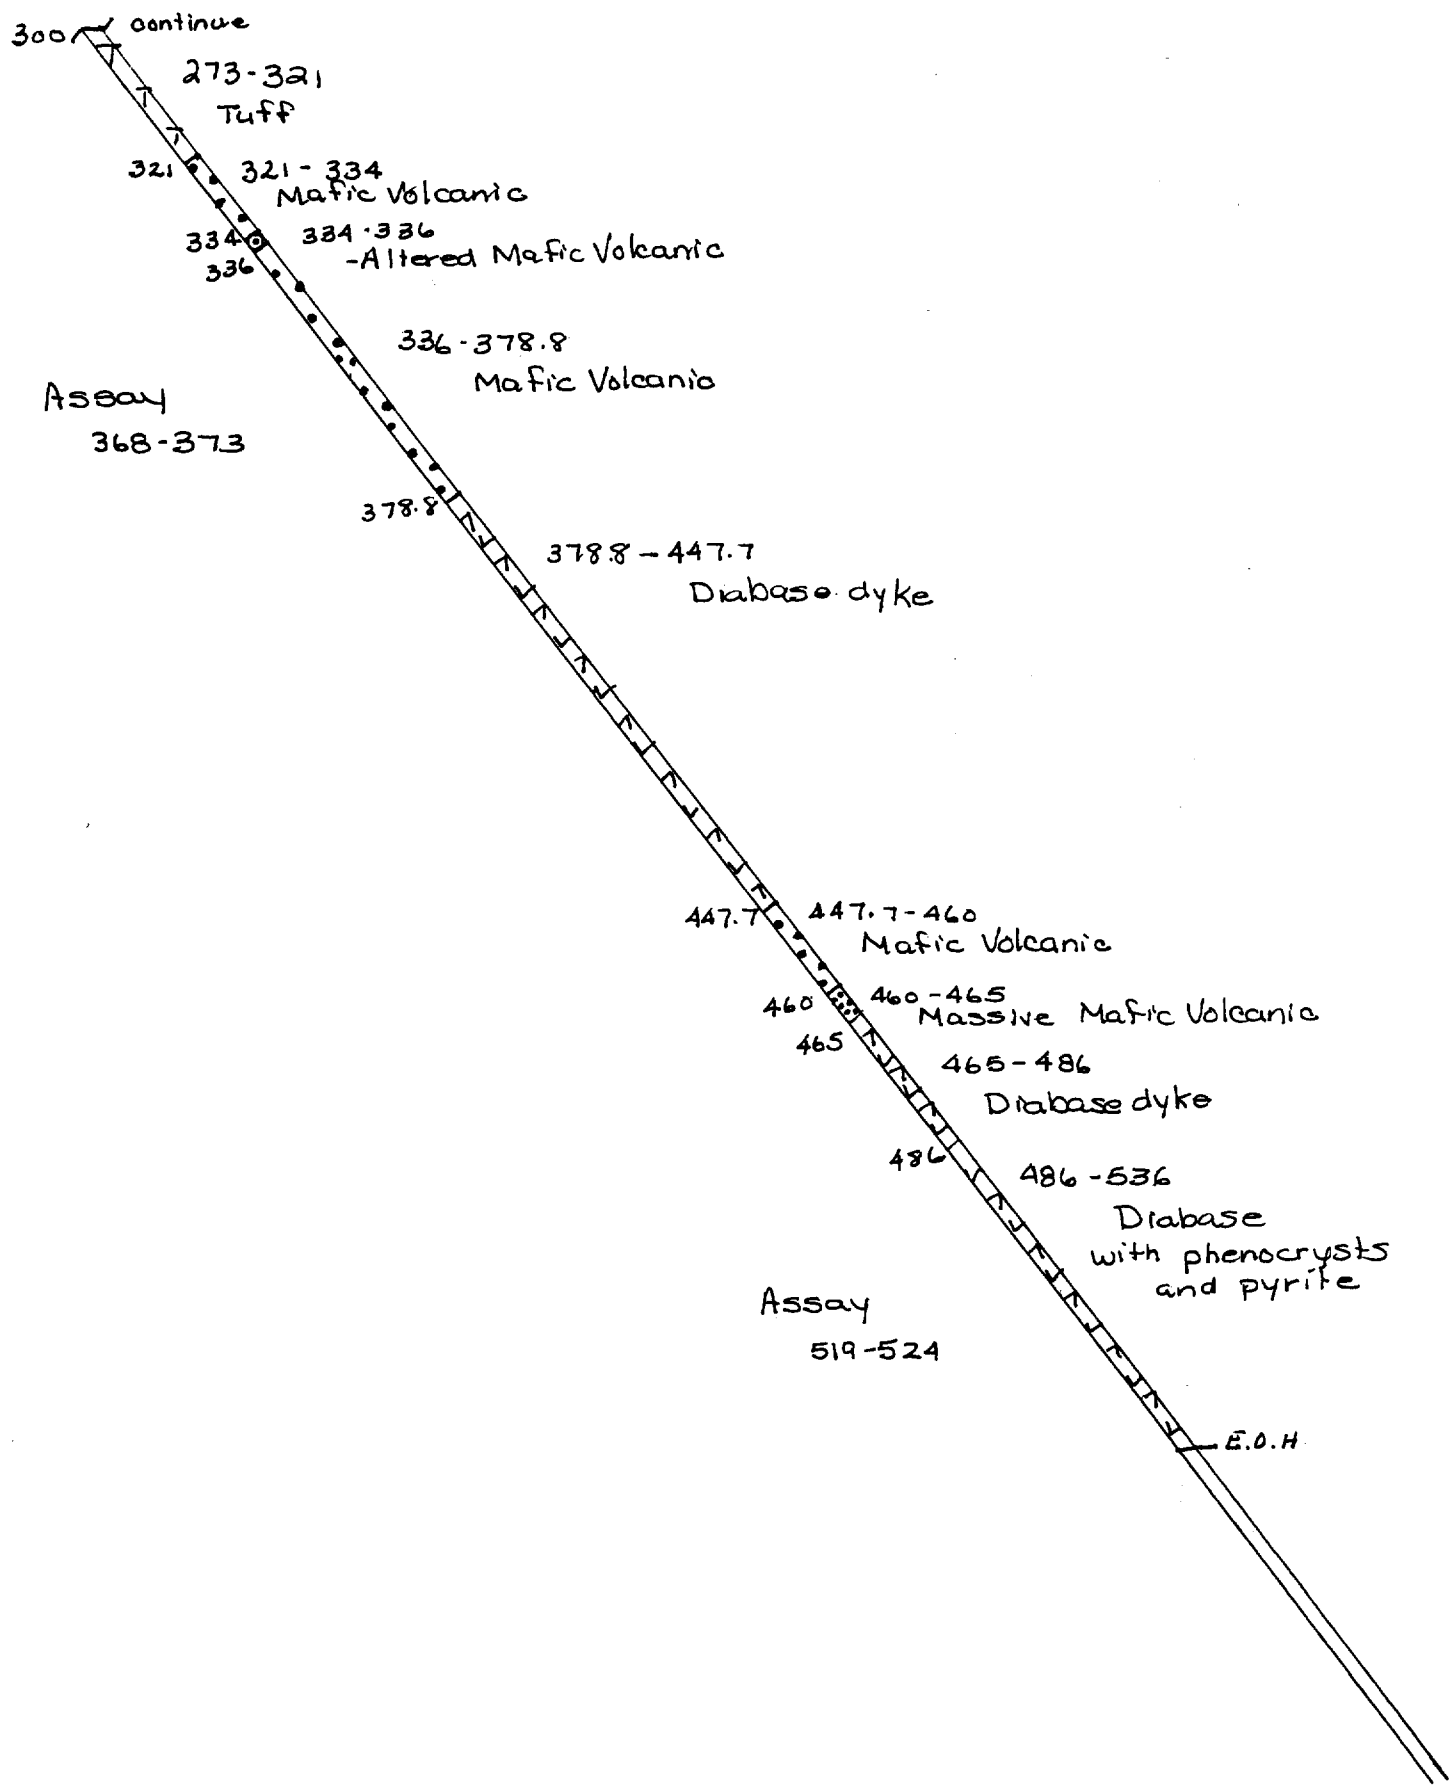 300 continue
273-321
Tuff
321 321-334
Mafic Volcanic
334 334-336
-Altered Mafic Volcanic
336
336-378.8
Mafic Volcanic
Assay
368-373
378.8
378.8-447.7
Diabase dyke
447.7 447.7-460
Mafic Volcanic
460 460-465
Massive Mafic Volcanic
465
465-486
Diabase dyke
486
486-536
Diabase
with phenocrysts
and pyrite
Assay
519-524
E.O.H